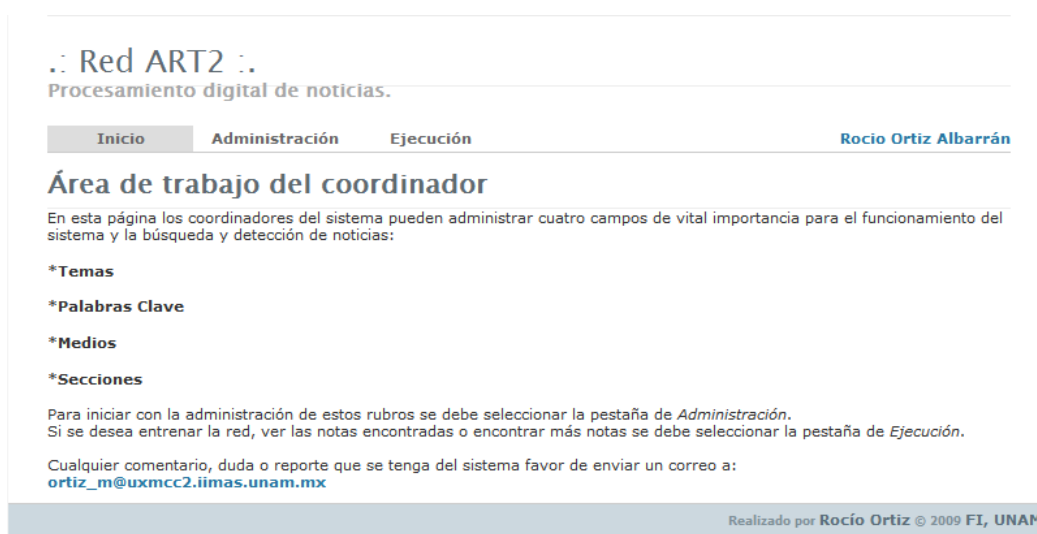 .: Red ART2 :.
Procesamiento digital de noticias.
Inicio Administración Ejecución Rocio Ortiz Albarrán
Área de trabajo del coordinador
En esta página los coordinadores del sistema pueden administrar cuatro campos de vital importancia para el funcionamiento del
sistema y la búsqueda y detección de noticias:
*Temas
*Palabras Clave
*Medios
*Secciones
Para iniciar con la administración de estos rubros se debe seleccionar la pestaña de Administración.
Si se desea entrenar la red, ver las notas encontradas o encontrar más notas se debe seleccionar la pestaña de Ejecución.
Cualquier comentario, duda o reporte que se tenga del sistema favor de enviar un correo a:
ortiz_m@uxmcc2.iimas.unam.mx
Realizado por Rocío Ortiz © 2009 FI, UNAM